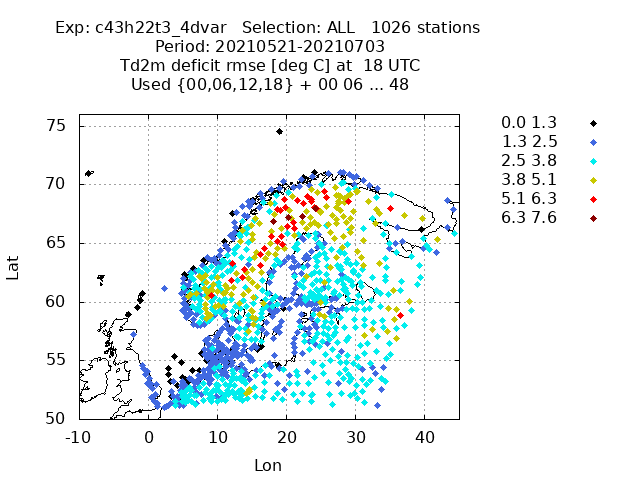 Exp: c43h22t3_4dvar   Selection: ALL   1026 stations
Period: 20210521-20210703
Td2m deficit rmse [deg C] at  18 UTC
Used {00,06,12,18} + 00 06 ... 48
0.0 1.3
1.3 2.5
2.5 3.8
3.8 5.1
5.1 6.3
6.3 7.6
75
70
65
60
55
50
Lat
-10 0 10 20 30 40
Lon